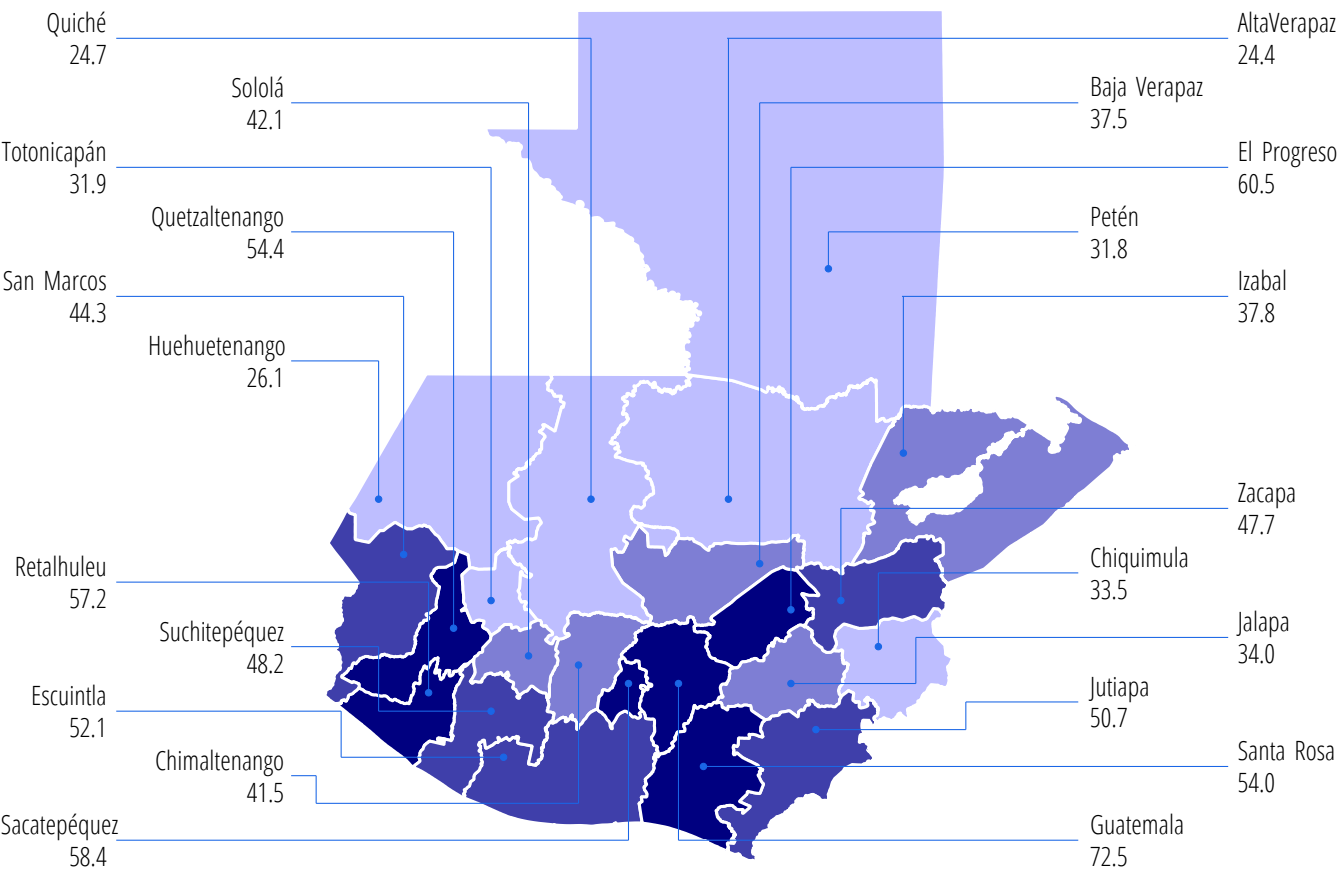 Quiché
24.7
Sololá
42.1
Totonicapán
31.9
Quetzaltenango
54.4
San Marcos
44.3
Huehuetenango
26.1
Retalhuleu
57.2
Suchitepéquez
48.2
Escuintla
52.1
Chimaltenango
41.5
Sacatepéquez
58.4
AltaVerapaz
24.4
Baja Verapaz
37.5
El Progreso
60.5
Petén
31.8
Izabal
37.8
Zacapa
47.7
Chiquimula
33.5
Jalapa
34.0
Jutiapa
50.7
Santa Rosa
54.0
Guatemala
72.5